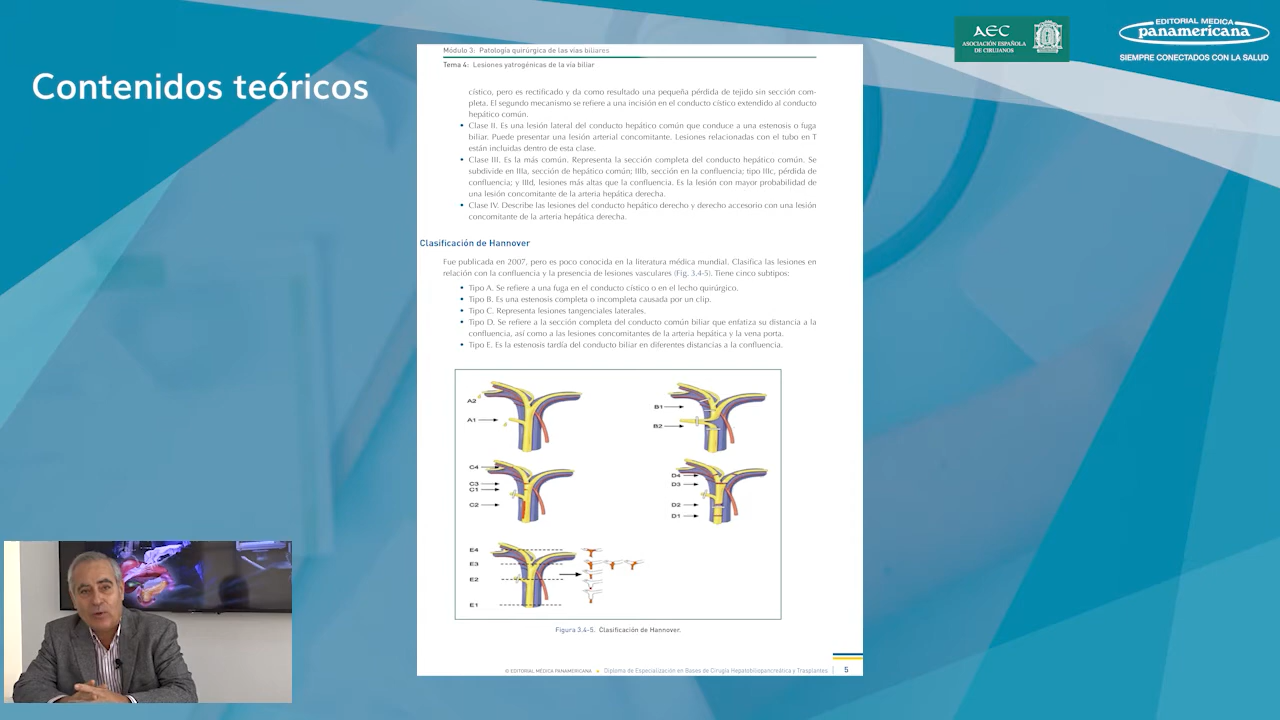 Contenidos teóricos
AEC
ASOCIACIÓN ESPAÑOLA
DE CIRUJANOS
EDITORIAL MEDICA
panamericana
SIEMPRE CONECTADOS CON LA SALUD
Módulo 3: Patología quirúrgica de las vías biliares
Tema 4: Lesiones yatrogénicas de la vía biliar
cístico, pero es rectificado y da como resultado una pequeña pérdida de tejido sin sección com-
pleta. El segundo mecanismo se refiere a una incisión en el conducto cístico extendido al conducto
hepático común.
• Clase II. Es una lesión lateral del conducto hepático común que conduce a una estenosis o fuga
biliar. Puede presentar una lesión arterial concomitante. Lesiones relacionadas con el tubo en T
están incluidas dentro de esta clase.
• Clase III. Es la más común. Representa la sección completa del conducto hepático común. Se
subdivide en IIIa, sección de hepático común; IIIb, sección en la confluencia; tipo IIIc, pérdida de
confluencia; y IIId, lesiones más altas que la confluencia. Es la lesión con mayor probabilidad de
una lesión concomitante de la arteria hepática derecha.
• Clase IV. Describe las lesiones del conducto hepático derecho y derecho accesorio con una lesión
concomitante de la arteria hepática derecha.
Clasificación de Hannover
Fue publicada en 2007, pero es poco conocida en la literatura médica mundial. Clasifica las lesiones en
relación con la confluencia y la presencia de lesiones vasculares (Fig. 3.4-5). Tiene cinco subtipos:
• Tipo A. Se refiere a una fuga en el conducto cístico o en el lecho quirúrgico.
• Tipo B. Es una estenosis completa o incompleta causada por un clip.
• Tipo C. Representa lesiones tangenciales laterales.
• Tipo D. Se refiere a la sección completa del conducto común biliar que enfatiza su distancia a la
confluencia, así como a las lesiones concomitantes de la arteria hepática y la vena porta.
• Tipo E. Es la estenosis tardía del conducto biliar en diferentes distancias a la confluencia.
A2
A1
B1
B2
C4
C3
C1
C2
D4
D3
D2
D1
E4
E3
E2
E1
Figura 3.4-5. Clasificación de Hannover.
© EDITORIAL MÉDICA PANAMERICANA
Diploma de Especialización en Bases de Cirugía Hepatobiliopancreática y Trasplantes
5